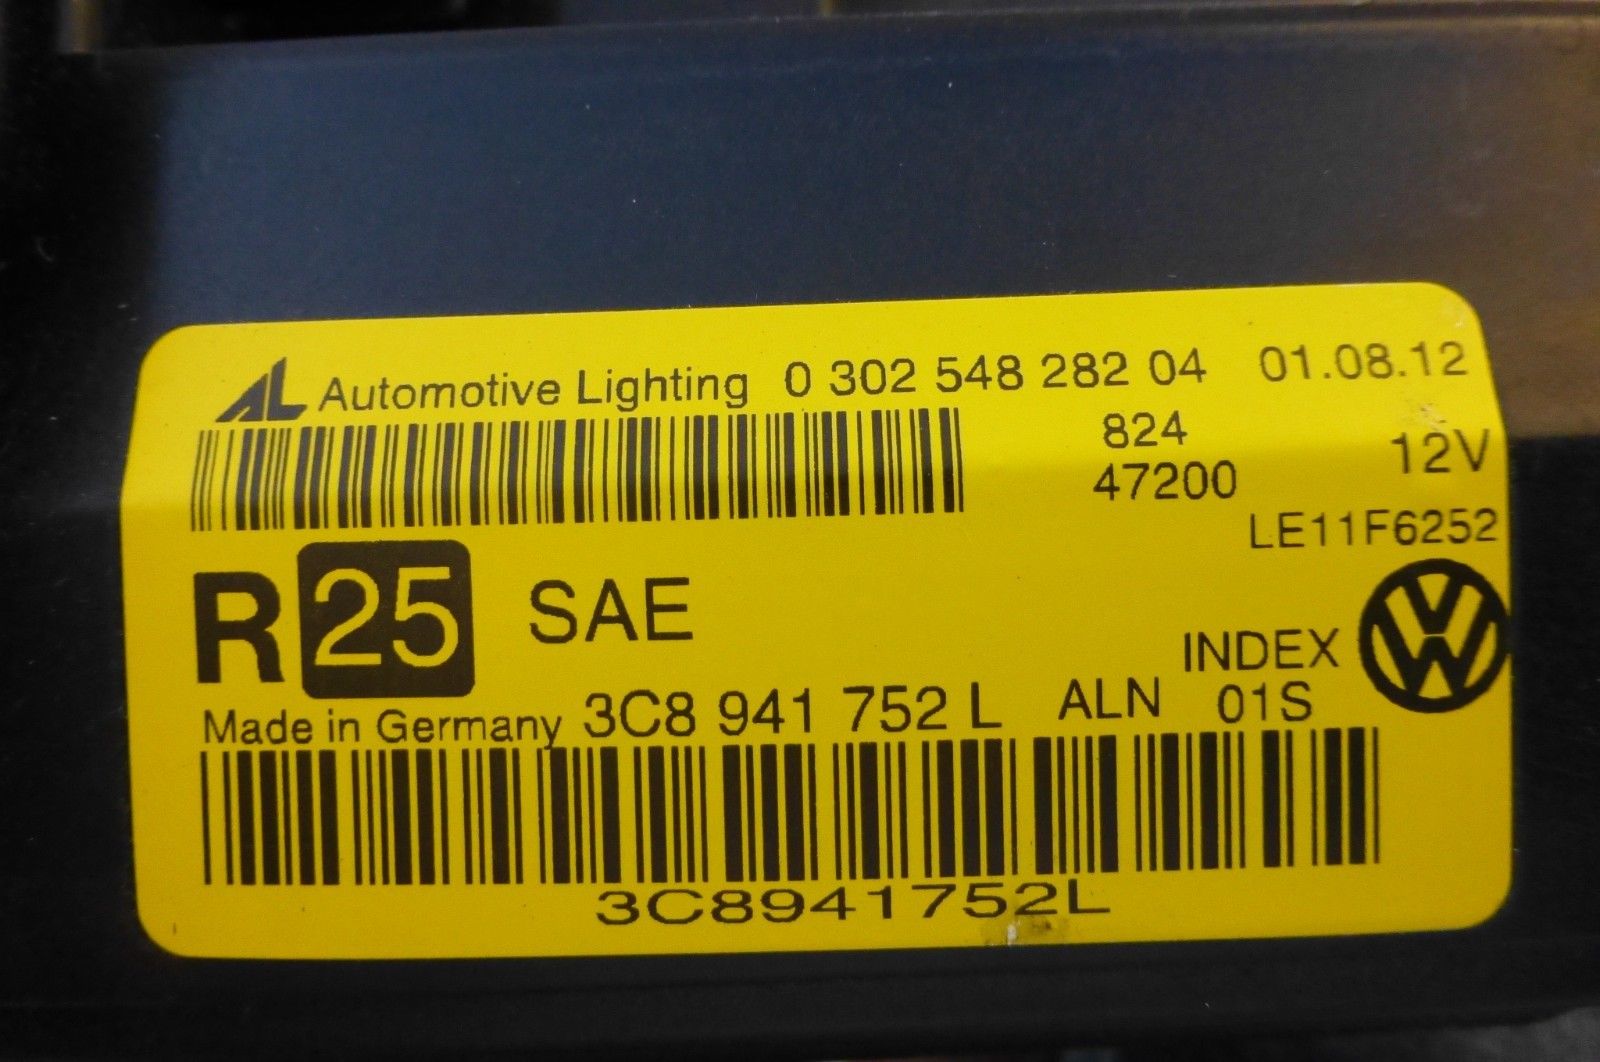 AL Automotive Lighting 0 302 548 282 04 01.08.12
824
47200
12V
LE11F6252
R 25 SAE
INDEX
Made in Germany 3C8 941 752 L ALN 01S
3C8941752L